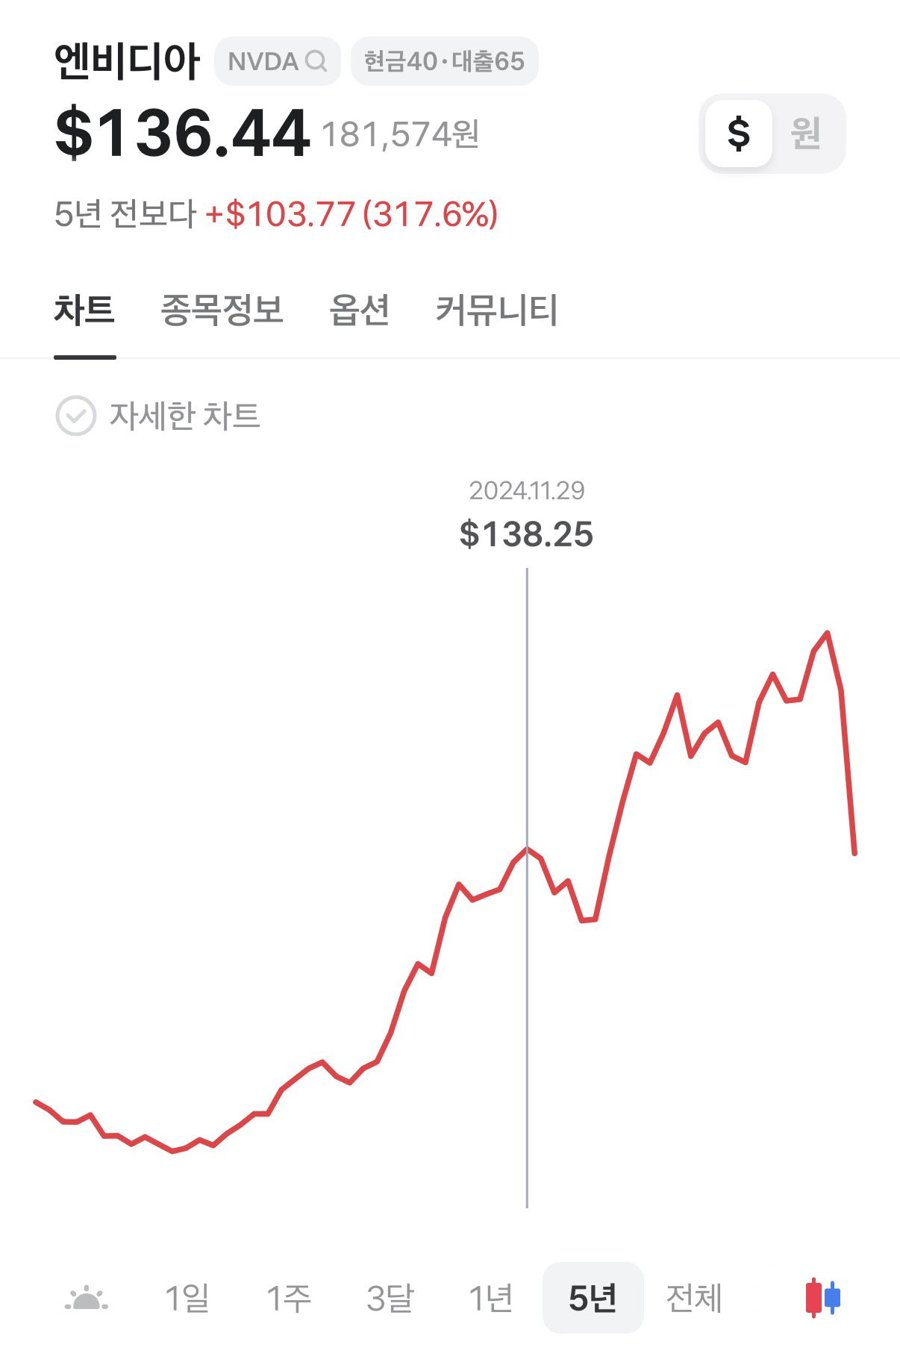 엔비디아 NVDA 현금40·대출65
$136.44 181,574원
$ 원
5년 전보다 +$103.77 (317.6%)
차트 종목정보 옵션 커뮤니티
자세한 차트
2024.11.29
$138.25
1일 1주 3달 1년 5년 전체